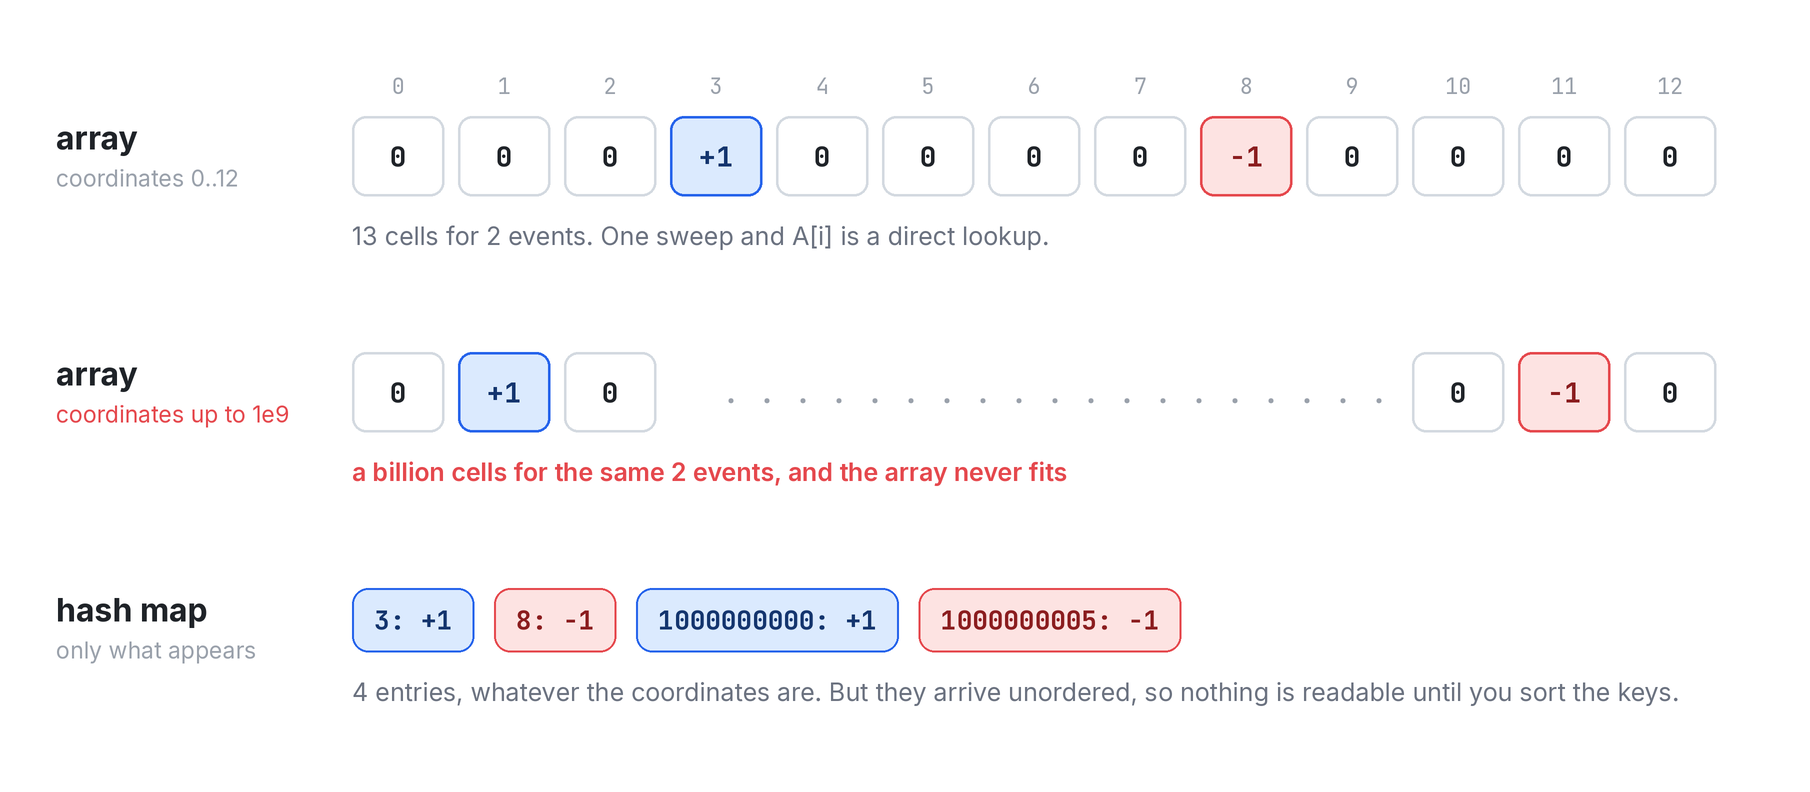 0 1 2 3 4 5 6 7 8 9 10 11 12
array
0 0 0 +1 0 0 0 0 -1 0 0 0 0
coordinates 0..12
13 cells for 2 events. One sweep and A[i] is a direct lookup.
array
0 +1 0 . . . . . . . . . . . . . . . . . . . 0 -1 0
coordinates up to 1e9
a billion cells for the same 2 events, and the array never fits
hash map
3: +1 8: -1 1000000000: +1 1000000005: -1
only what appears
4 entries, whatever the coordinates are. But they arrive unordered, so nothing is readable until you sort the keys.